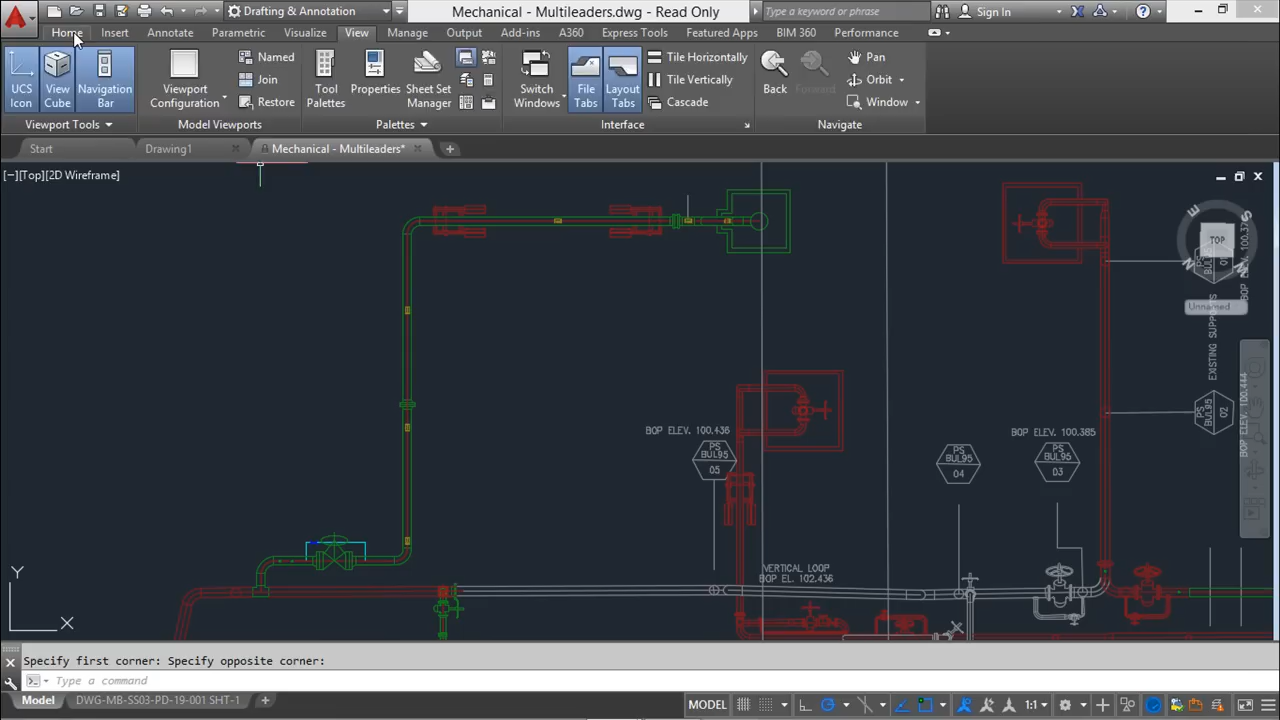 Drafting & Annotation
Mechanical - Multileaders.dwg - Read Only
Type a keyword or phrase
Sign In
Home Insert Annotate Parametric Visualize View Manage Output Add-ins A360 Express Tools Featured Apps BIM 360 Performance
UCS Icon
View Cube
Navigation Bar
Viewport Configuration
Named
Join
Restore
Tool Palettes
Properties
Sheet Set Manager
Switch Windows
File Tabs
Layout Tabs
Tile Horizontally
Tile Vertically
Cascade
Back
Forward
Pan
Orbit
Window
Viewport Tools
Model Viewports
Palettes
Interface
Navigate
Start
Drawing1
Mechanical - Multileaders*
[−][Top][2D Wireframe]
E
S
TOP
N
W
Unnamed
EXISTING SUPPORTS
BOP ELEV. 100.444
PS
BUL95
02
BOP ELEV. 100.436
PS
BUL95
05
PS
BUL95
04
BOP ELEV. 100.385
PS
BUL95
03
VERTICAL LOOP
BOP EL. 102.436
Y
X
Specify first corner: Specify opposite corner:
Type a command
Model
DWG-MB-SS03-PD-19-001 SHT-1
MODEL
1:1